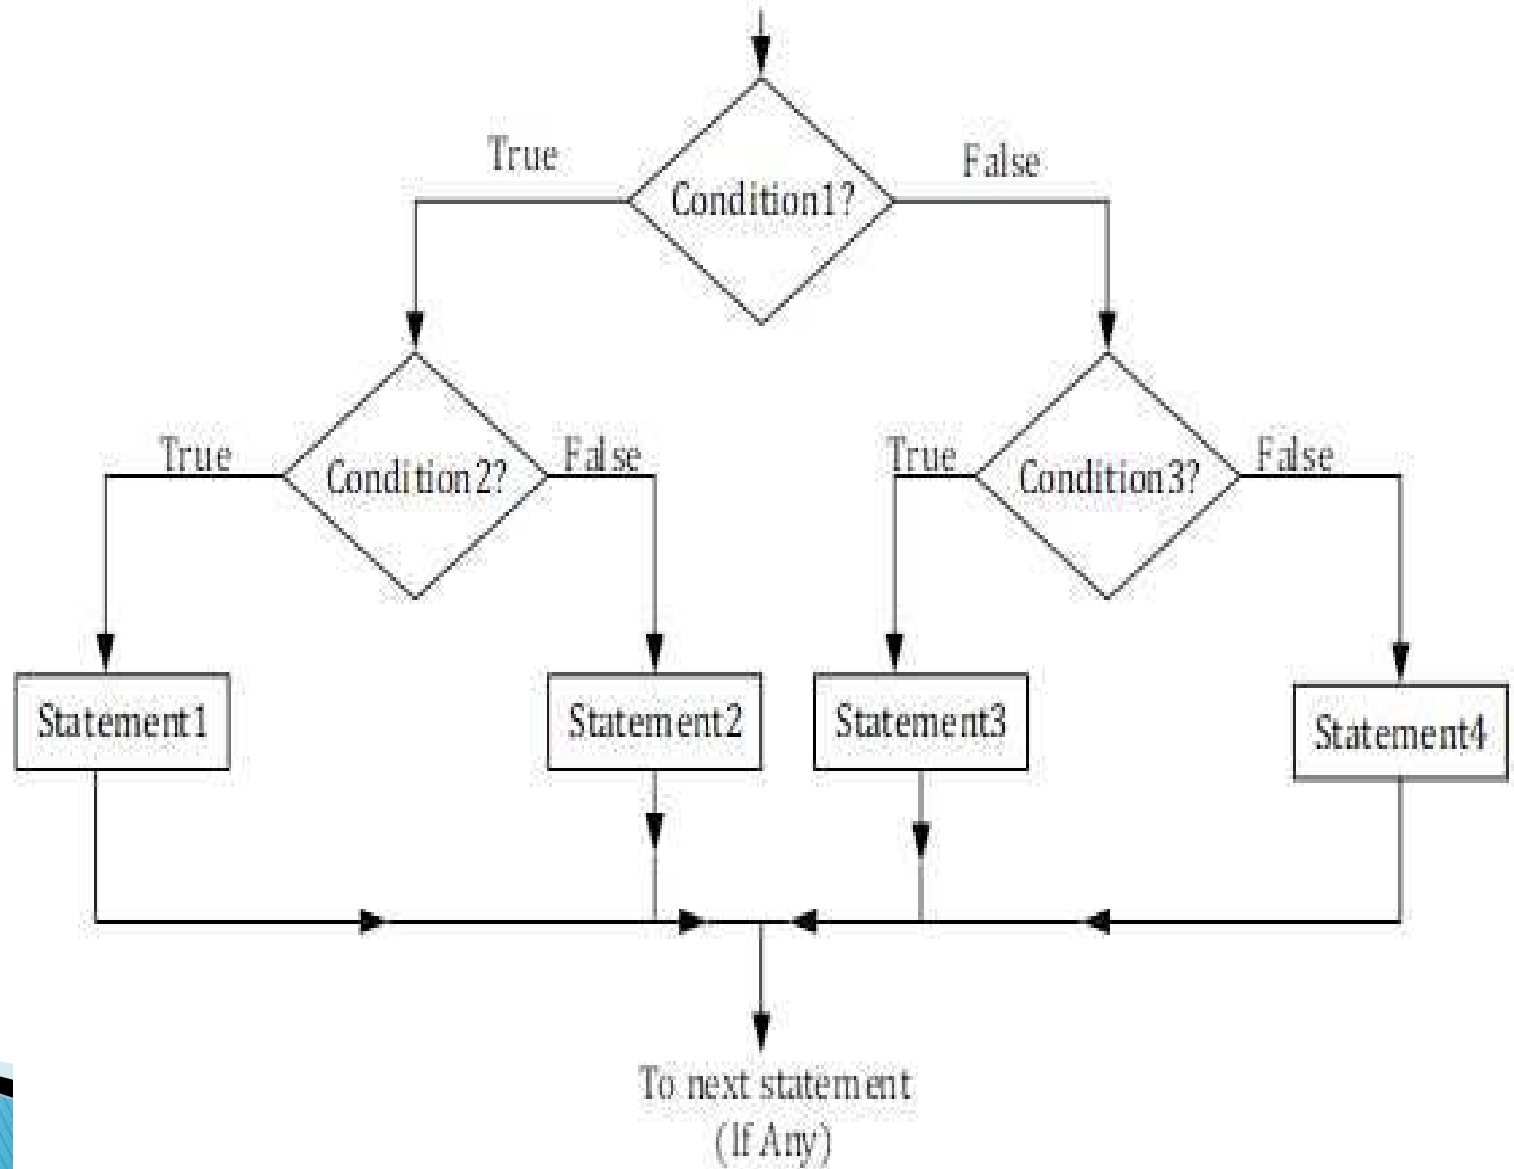 True
False
Condition1?
True
False
True
False
Condition2?
Condition3?
Statement1
Statement2
Statement3
Statement4
To next statement
(If Any)